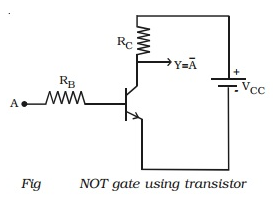 R_C
Y=A̅
+
-
V_CC
R_B
A
Fig NOT gate using transistor